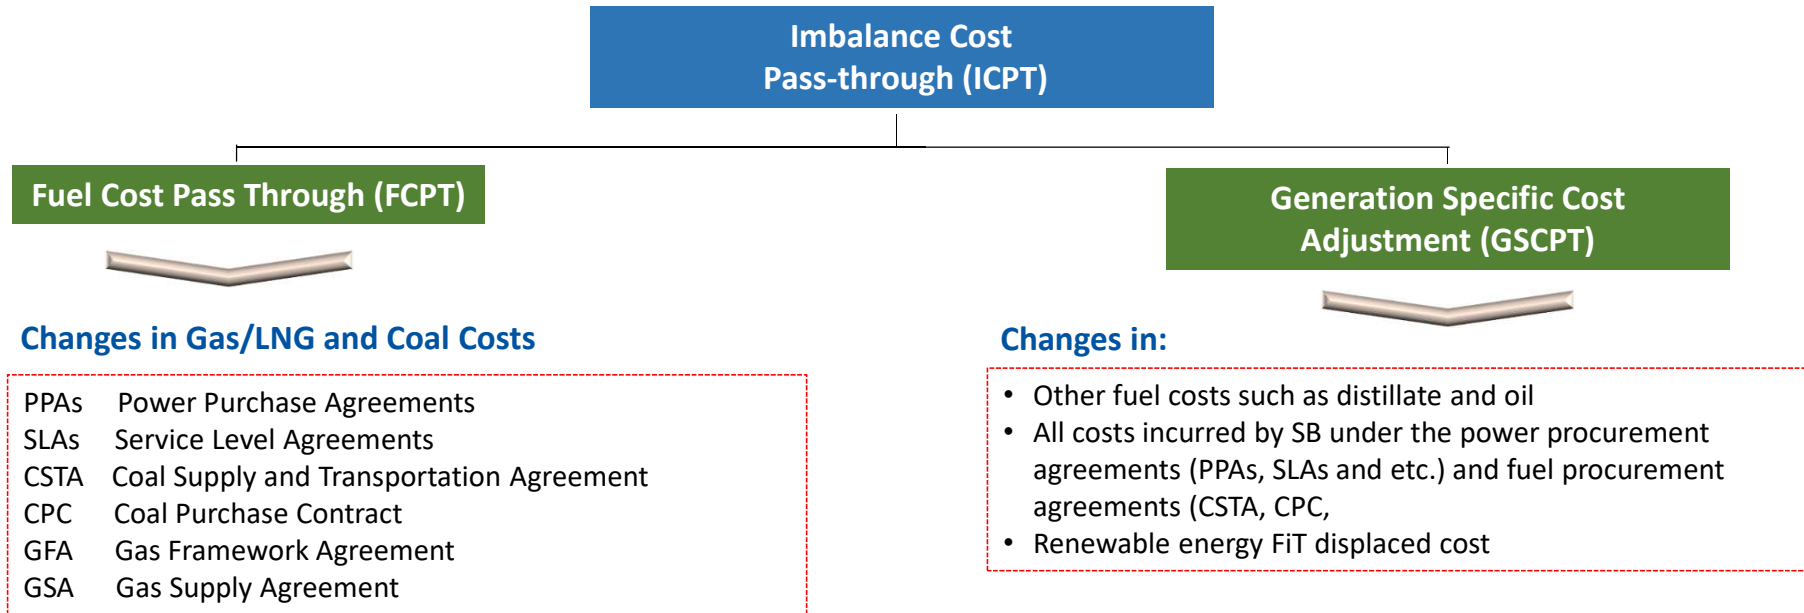 Imbalance Cost
Pass-through (ICPT)
Fuel Cost Pass Through (FCPT)
Changes in Gas/LNG and Coal Costs
PPAs Power Purchase Agreements
SLAs Service Level Agreements
CSTA Coal Supply and Transportation Agreement
CPC Coal Purchase Contract
GFA Gas Framework Agreement
GSA Gas Supply Agreement
Generation Specific Cost
Adjustment (GSCPT)
Changes in:
• Other fuel costs such as distillate and oil
• All costs incurred by SB under the power procurement
agreements (PPAs, SLAs and etc.) and fuel procurement
agreements (CSTA, CPC,
• Renewable energy FiT displaced cost